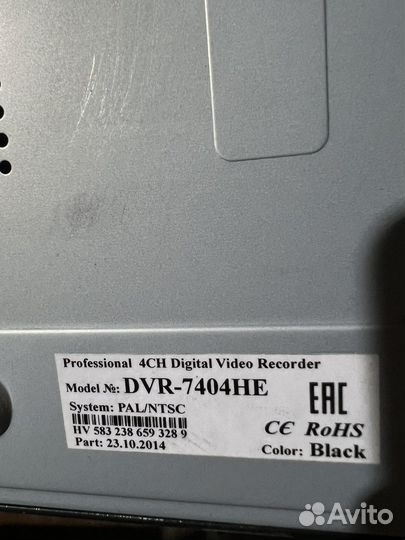 Professional 4CH Digital Video Recorder
Model №: DVR-7404HE
System: PAL/NTSC
HV 583 238 659 328 9
Part: 23.10.2014
EAC
CE RoHS
Color: Black
Avito